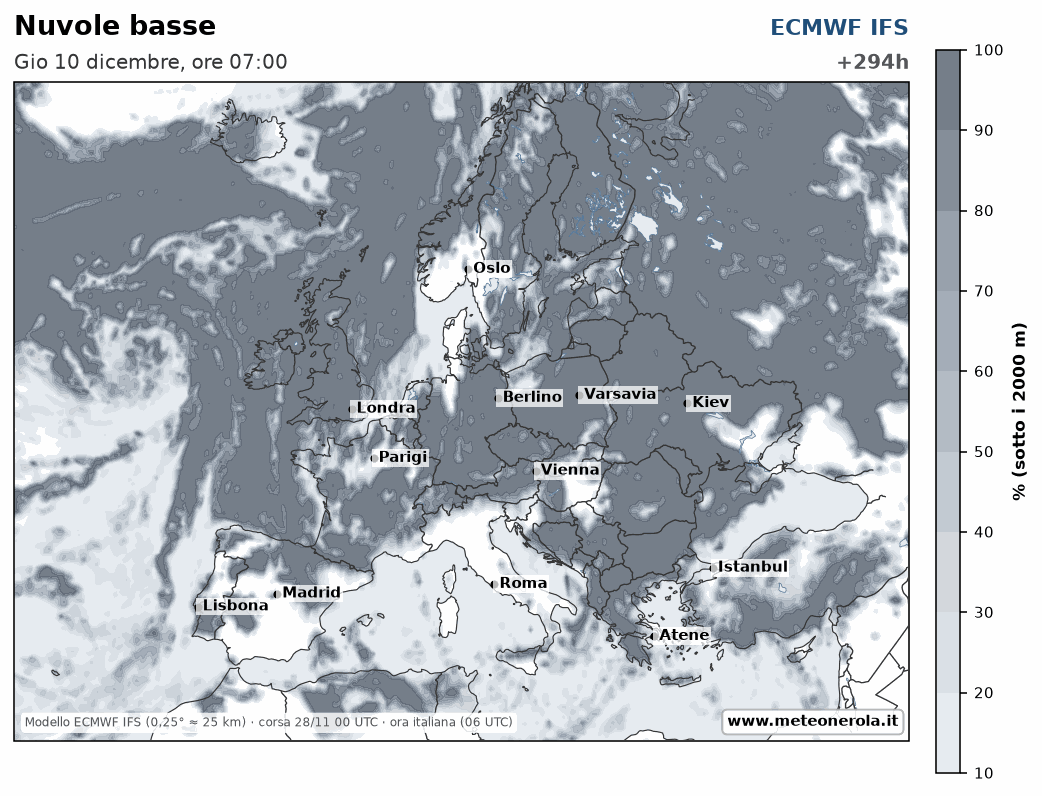 Nuvole basse
ECMWF IFS
Gio 10 dicembre, ore 07:00
+294h
Oslo
Londra
Berlino
Varsavia
Kiev
Parigi
Vienna
Istanbul
Roma
Madrid
Lisbona
Atene
Modello ECMWF IFS (0,25° ≈ 25 km) · corsa 28/11 00 UTC · ora italiana (06 UTC)
www.meteonerola.it
100
90
80
70
60
50
40
30
20
10
% (sotto i 2000 m)